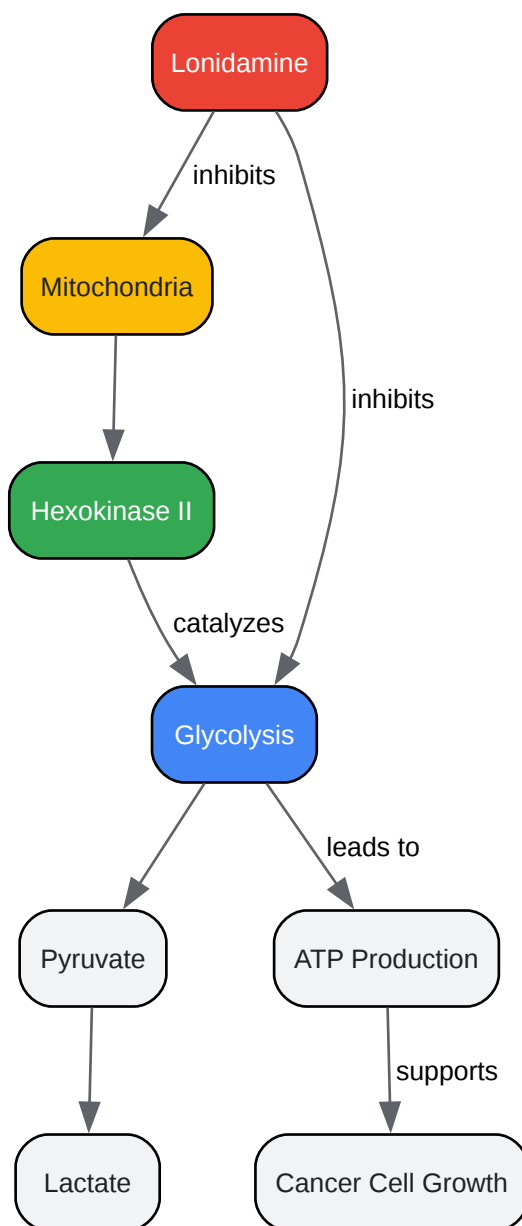 Lonidamine
inhibits
Mitochondria
inhibits
Hexokinase II
catalyzes
Glycolysis
leads to
Pyruvate
ATP Production
supports
Lactate
Cancer Cell Growth